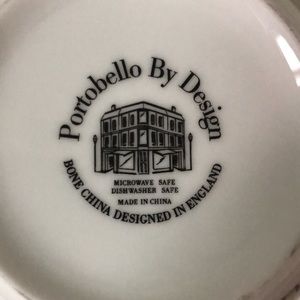 Portobello By Design
MICROWAVE SAFE
DISHWASHER SAFE
MADE IN CHINA
BONE CHINA DESIGNED IN ENGLAND